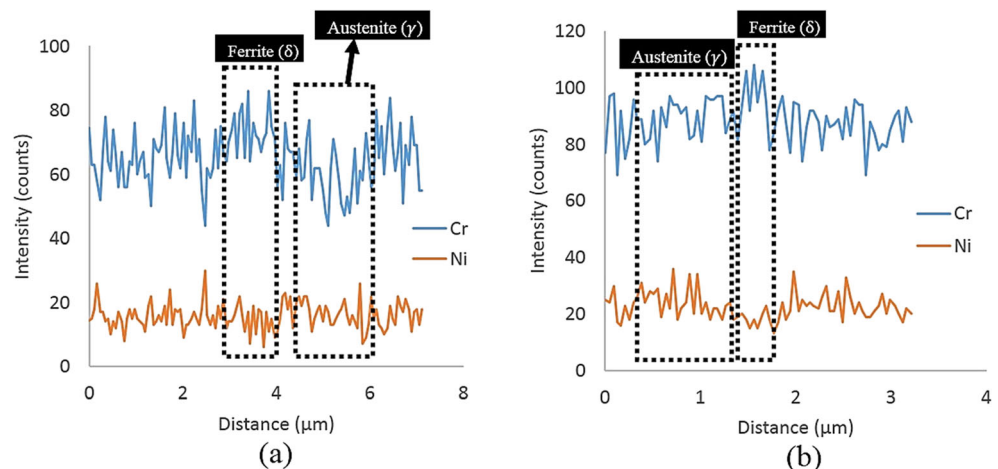 Austenite (γ)
Ferrite (δ)
100
80
60
40
20
0
Intensity (counts)
Cr
Ni
0 2 4 6 8
Distance (μm)
(a)
Ferrite (δ)
Austenite (γ)
120
100
80
60
40
20
0
Intensity (counts)
Cr
Ni
0 1 2 3 4
Distance (μm)
(b)